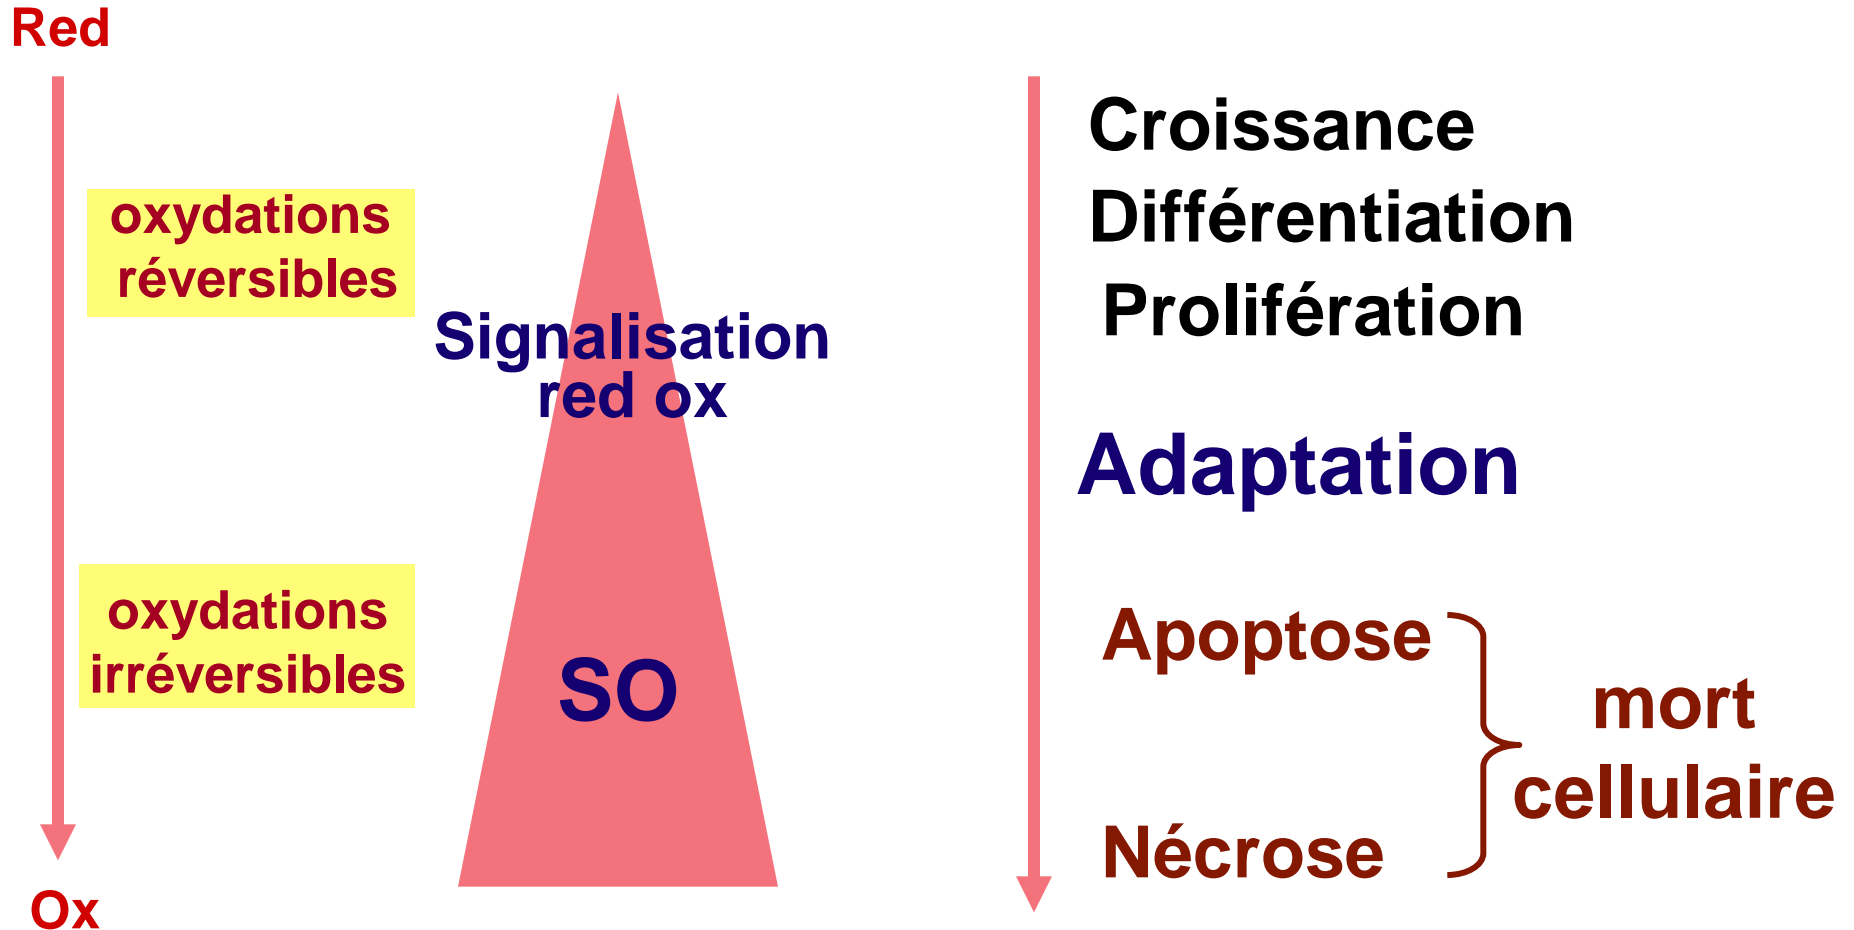 Red
oxydations
réversibles
oxydations
irréversibles
Ox
Signalisation
red ox
SO
Croissance
Différentiation
Prolifération
Adaptation
Apoptose
Nécrose
mort
cellulaire